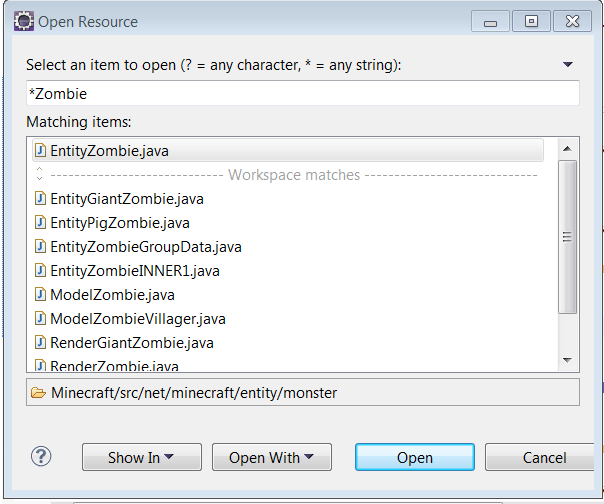 Open Resource
Select an item to open (? = any character, * = any string):
*Zombie
Matching items:
EntityZombie.java
Workspace matches
EntityGiantZombie.java
EntityPigZombie.java
EntityZombieGroupData.java
EntityZombieINNER1.java
ModelZombie.java
ModelZombieVillager.java
RenderGiantZombie.java
RenderZombie.java
Minecraft/src/net/minecraft/entity/monster
? Show In Open With Open Cancel